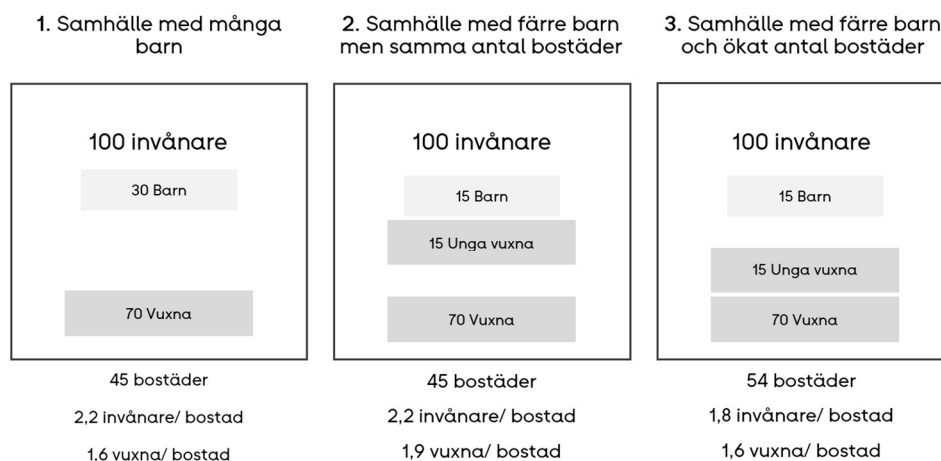 1. Samhälle med många
barn
100 invånare
30 Barn
70 Vuxna
45 bostäder
2,2 invånare/ bostad
1,6 vuxna/ bostad
2. Samhälle med färre barn
men samma antal bostäder
100 invånare
15 Barn
15 Unga vuxna
70 Vuxna
45 bostäder
2,2 invånare/ bostad
1,9 vuxna/ bostad
3. Samhälle med färre barn
och ökat antal bostäder
100 invånare
15 Barn
15 Unga vuxna
70 Vuxna
54 bostäder
1,8 invånare/ bostad
1,6 vuxna/ bostad